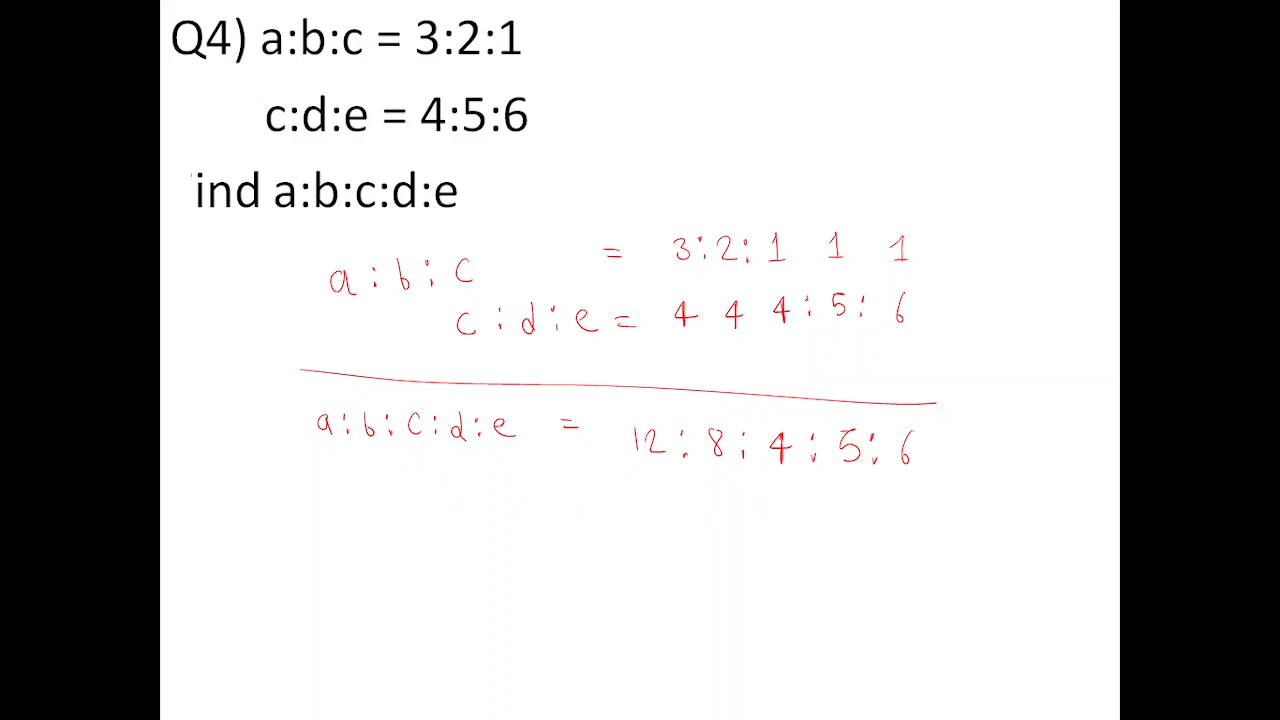 Q4) a:b:c = 3:2:1
c:d:e = 4:5:6
ind a:b:c:d:e
a:b:c = 3:2:1 1 1
c:d:e = 4 4 4:5:6
a:b:c:d:e = 12:8:4:5:6